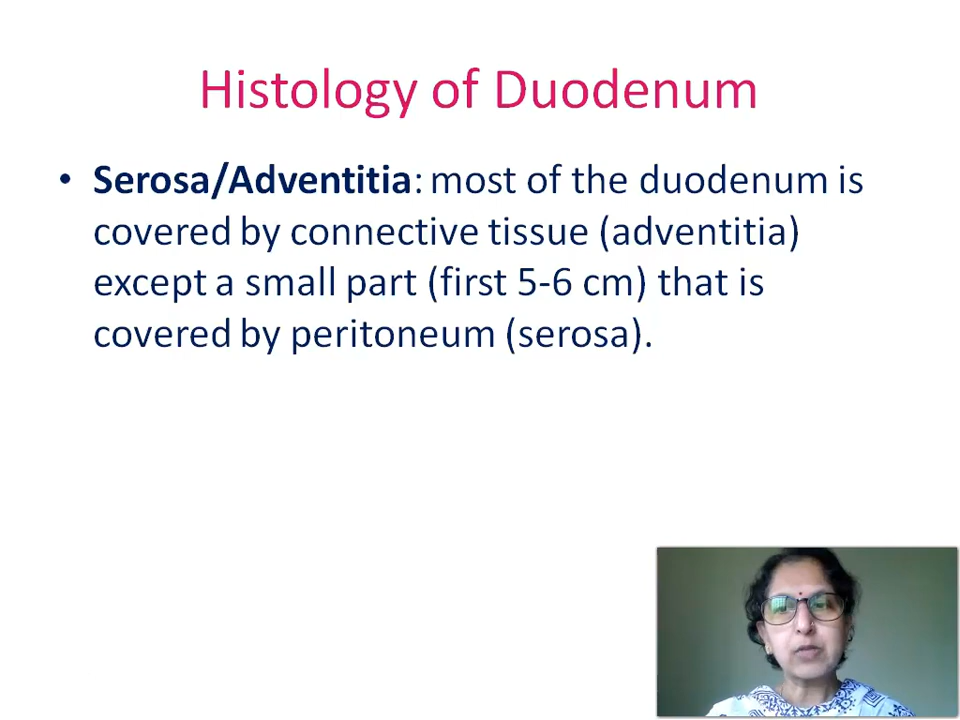 Histology of Duodenum
• Serosa/Adventitia: most of the duodenum is
covered by connective tissue (adventitia)
except a small part (first 5-6 cm) that is
covered by peritoneum (serosa).